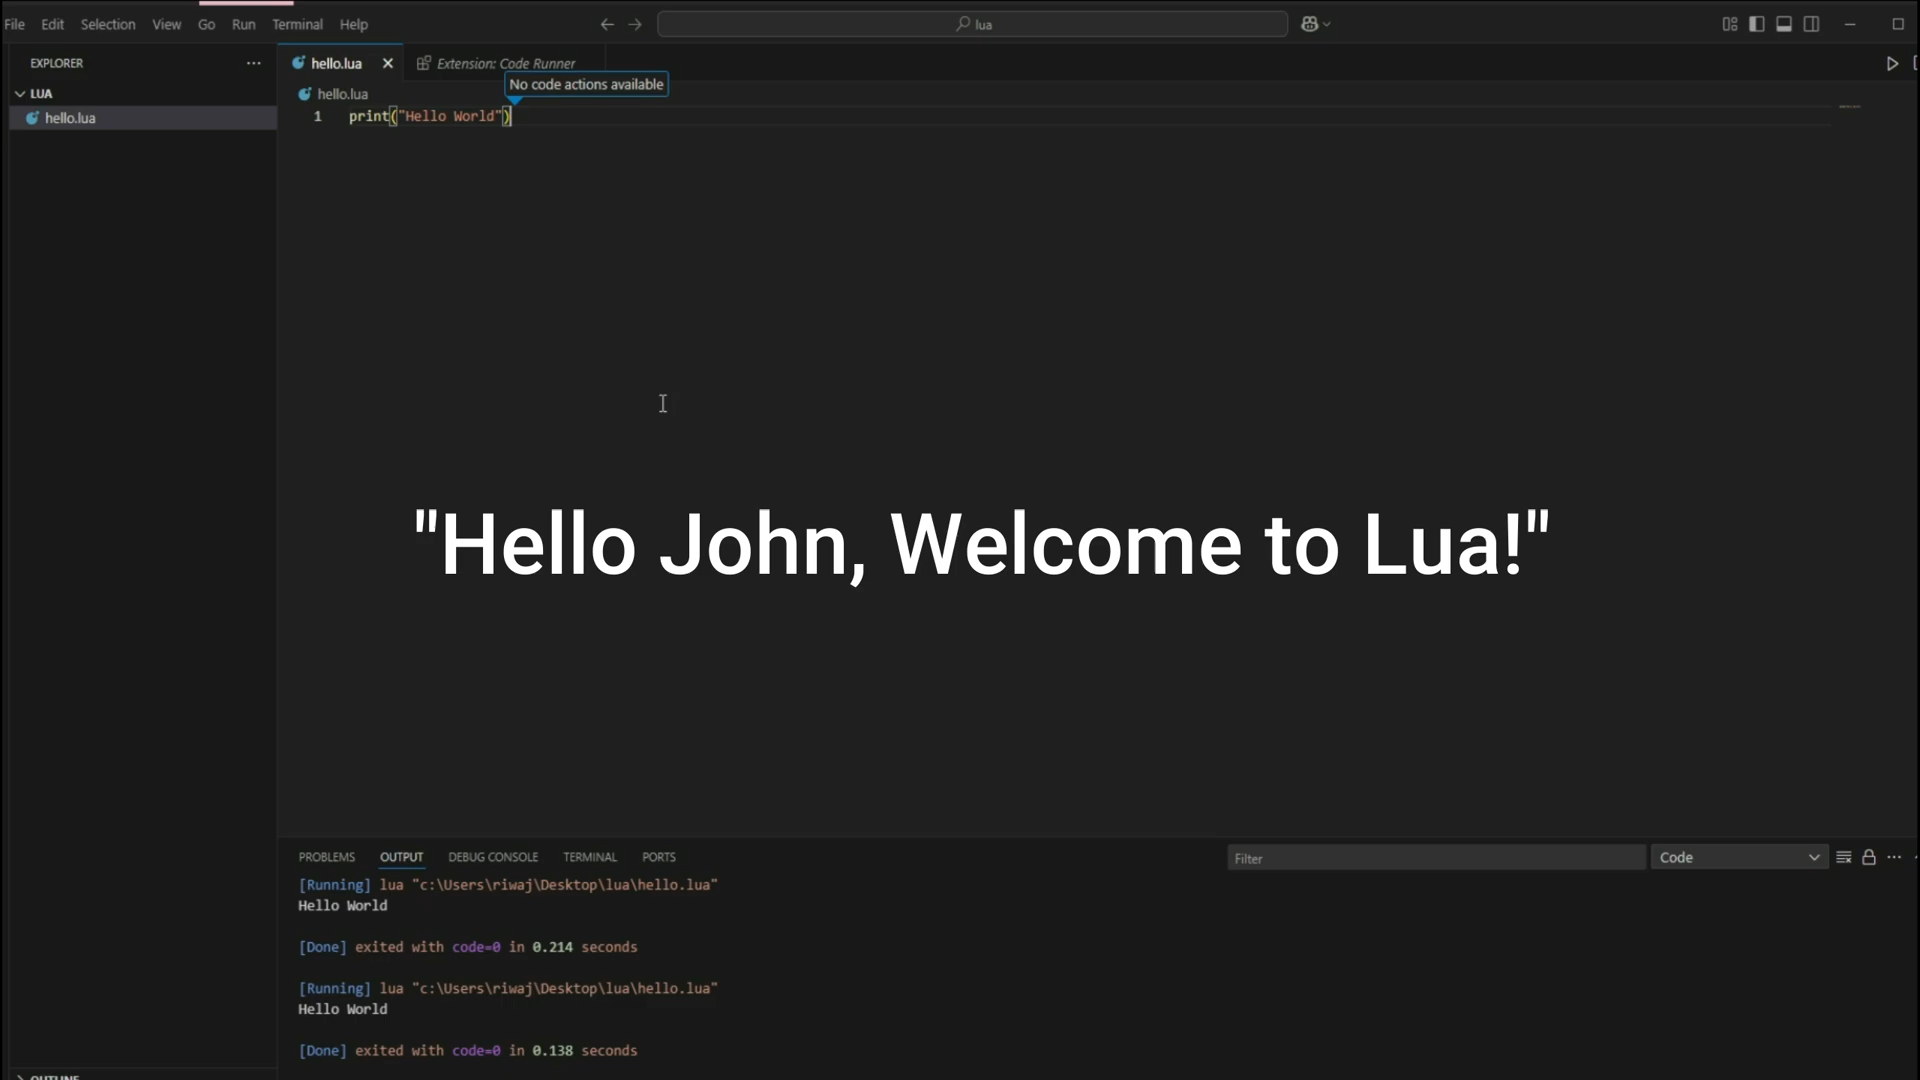 File Edit Selection View Go Run Terminal Help
lua
EXPLORER
hello.lua
Extension: Code Runner
LUA
hello.lua
hello.lua
No code actions available
1 print("Hello World")
"Hello John, Welcome to Lua!"
PROBLEMS OUTPUT DEBUG CONSOLE TERMINAL PORTS
Filter
Code
[Running] lua "c:\Users\riwaj\Desktop\lua\hello.lua"
Hello World
[Done] exited with code=0 in 0.214 seconds
[Running] lua "c:\Users\riwaj\Desktop\lua\hello.lua"
Hello World
[Done] exited with code=0 in 0.138 seconds
OUTLINE